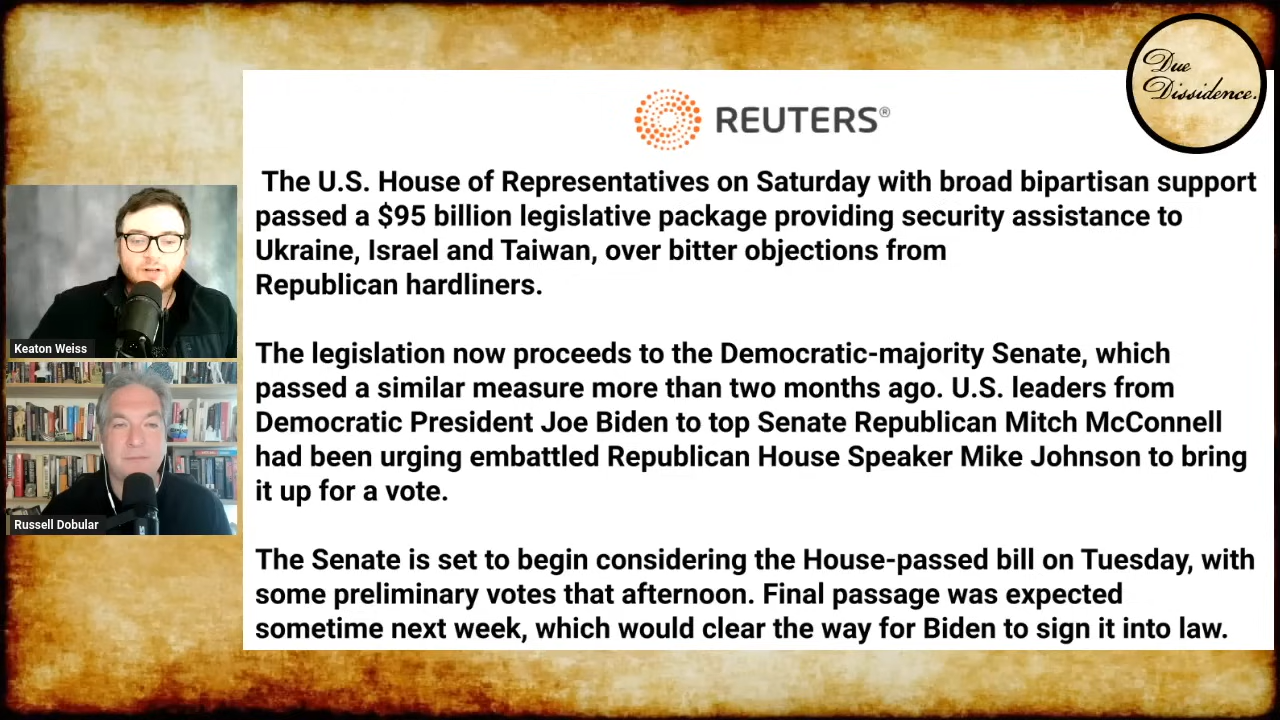 Due
Dissidence.
REUTERS®
The U.S. House of Representatives on Saturday with broad bipartisan support
passed a $95 billion legislative package providing security assistance to
Ukraine, Israel and Taiwan, over bitter objections from
Republican hardliners.
The legislation now proceeds to the Democratic-majority Senate, which
passed a similar measure more than two months ago. U.S. leaders from
Democratic President Joe Biden to top Senate Republican Mitch McConnell
had been urging embattled Republican House Speaker Mike Johnson to bring
it up for a vote.
The Senate is set to begin considering the House-passed bill on Tuesday, with
some preliminary votes that afternoon. Final passage was expected
sometime next week, which would clear the way for Biden to sign it into law.
Keaton Weiss
Russell Dobular